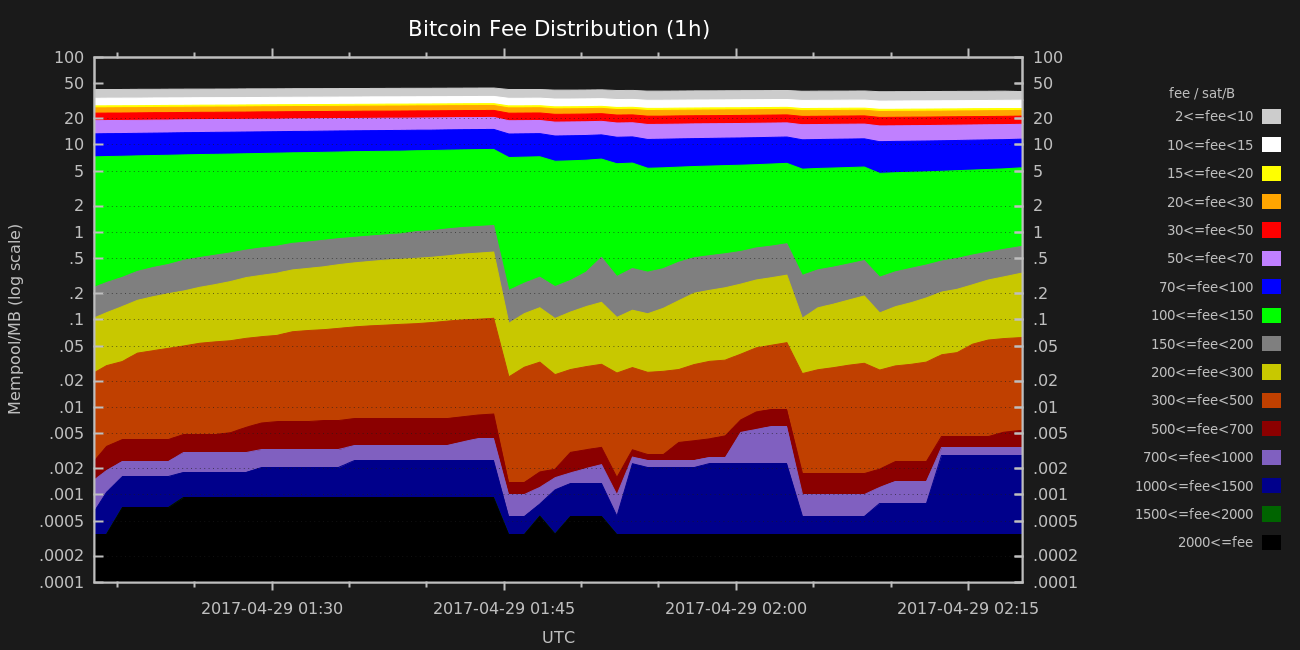 Bitcoin Fee Distribution (1h)
Mempool/MB (log scale)
100
50
20
10
5
2
1
.5
.2
.1
.05
.02
.01
.005
.002
.001
.0005
.0002
.0001
100
50
20
10
5
2
1
.5
.2
.1
.05
.02
.01
.005
.002
.001
.0005
.0002
.0001
2017-04-29 01:30
2017-04-29 01:45
2017-04-29 02:00
2017-04-29 02:15
UTC
fee / sat/B
2<=fee<10
10<=fee<15
15<=fee<20
20<=fee<30
30<=fee<50
50<=fee<70
70<=fee<100
100<=fee<150
150<=fee<200
200<=fee<300
300<=fee<500
500<=fee<700
700<=fee<1000
1000<=fee<1500
1500<=fee<2000
2000<=fee